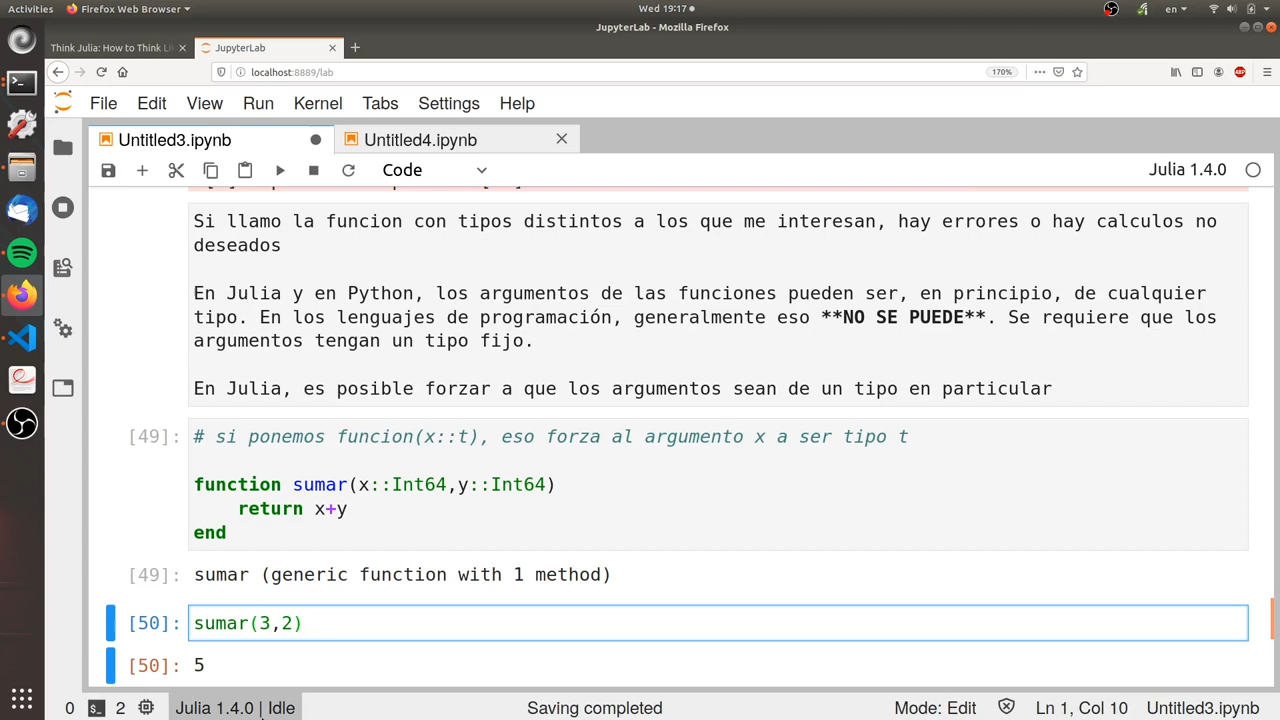 Activities Firefox Web Browser Wed 19:17 en
JupyterLab - Mozilla Firefox
Think Julia: How to Think Li JupyterLab
localhost:8889/lab 170% ABP
File Edit View Run Kernel Tabs Settings Help
Untitled3.ipynb Untitled4.ipynb
Code Julia 1.4.0
Si llamo la funcion con tipos distintos a los que me interesan, hay errores o hay calculos no
deseados
En Julia y en Python, los argumentos de las funciones pueden ser, en principio, de cualquier
tipo. En los lenguajes de programación, generalmente eso **NO SE PUEDE**. Se requiere que los
argumentos tengan un tipo fijo.
En Julia, es posible forzar a que los argumentos sean de un tipo en particular
[49]: # si ponemos funcion(x::t), eso forza al argumento x a ser tipo t
function sumar(x::Int64,y::Int64)
return x+y
end
[49]: sumar (generic function with 1 method)
[50]: sumar(3,2)
[50]: 5
0 2 Julia 1.4.0 | Idle Saving completed Mode: Edit Ln 1, Col 10 Untitled3.ipynb